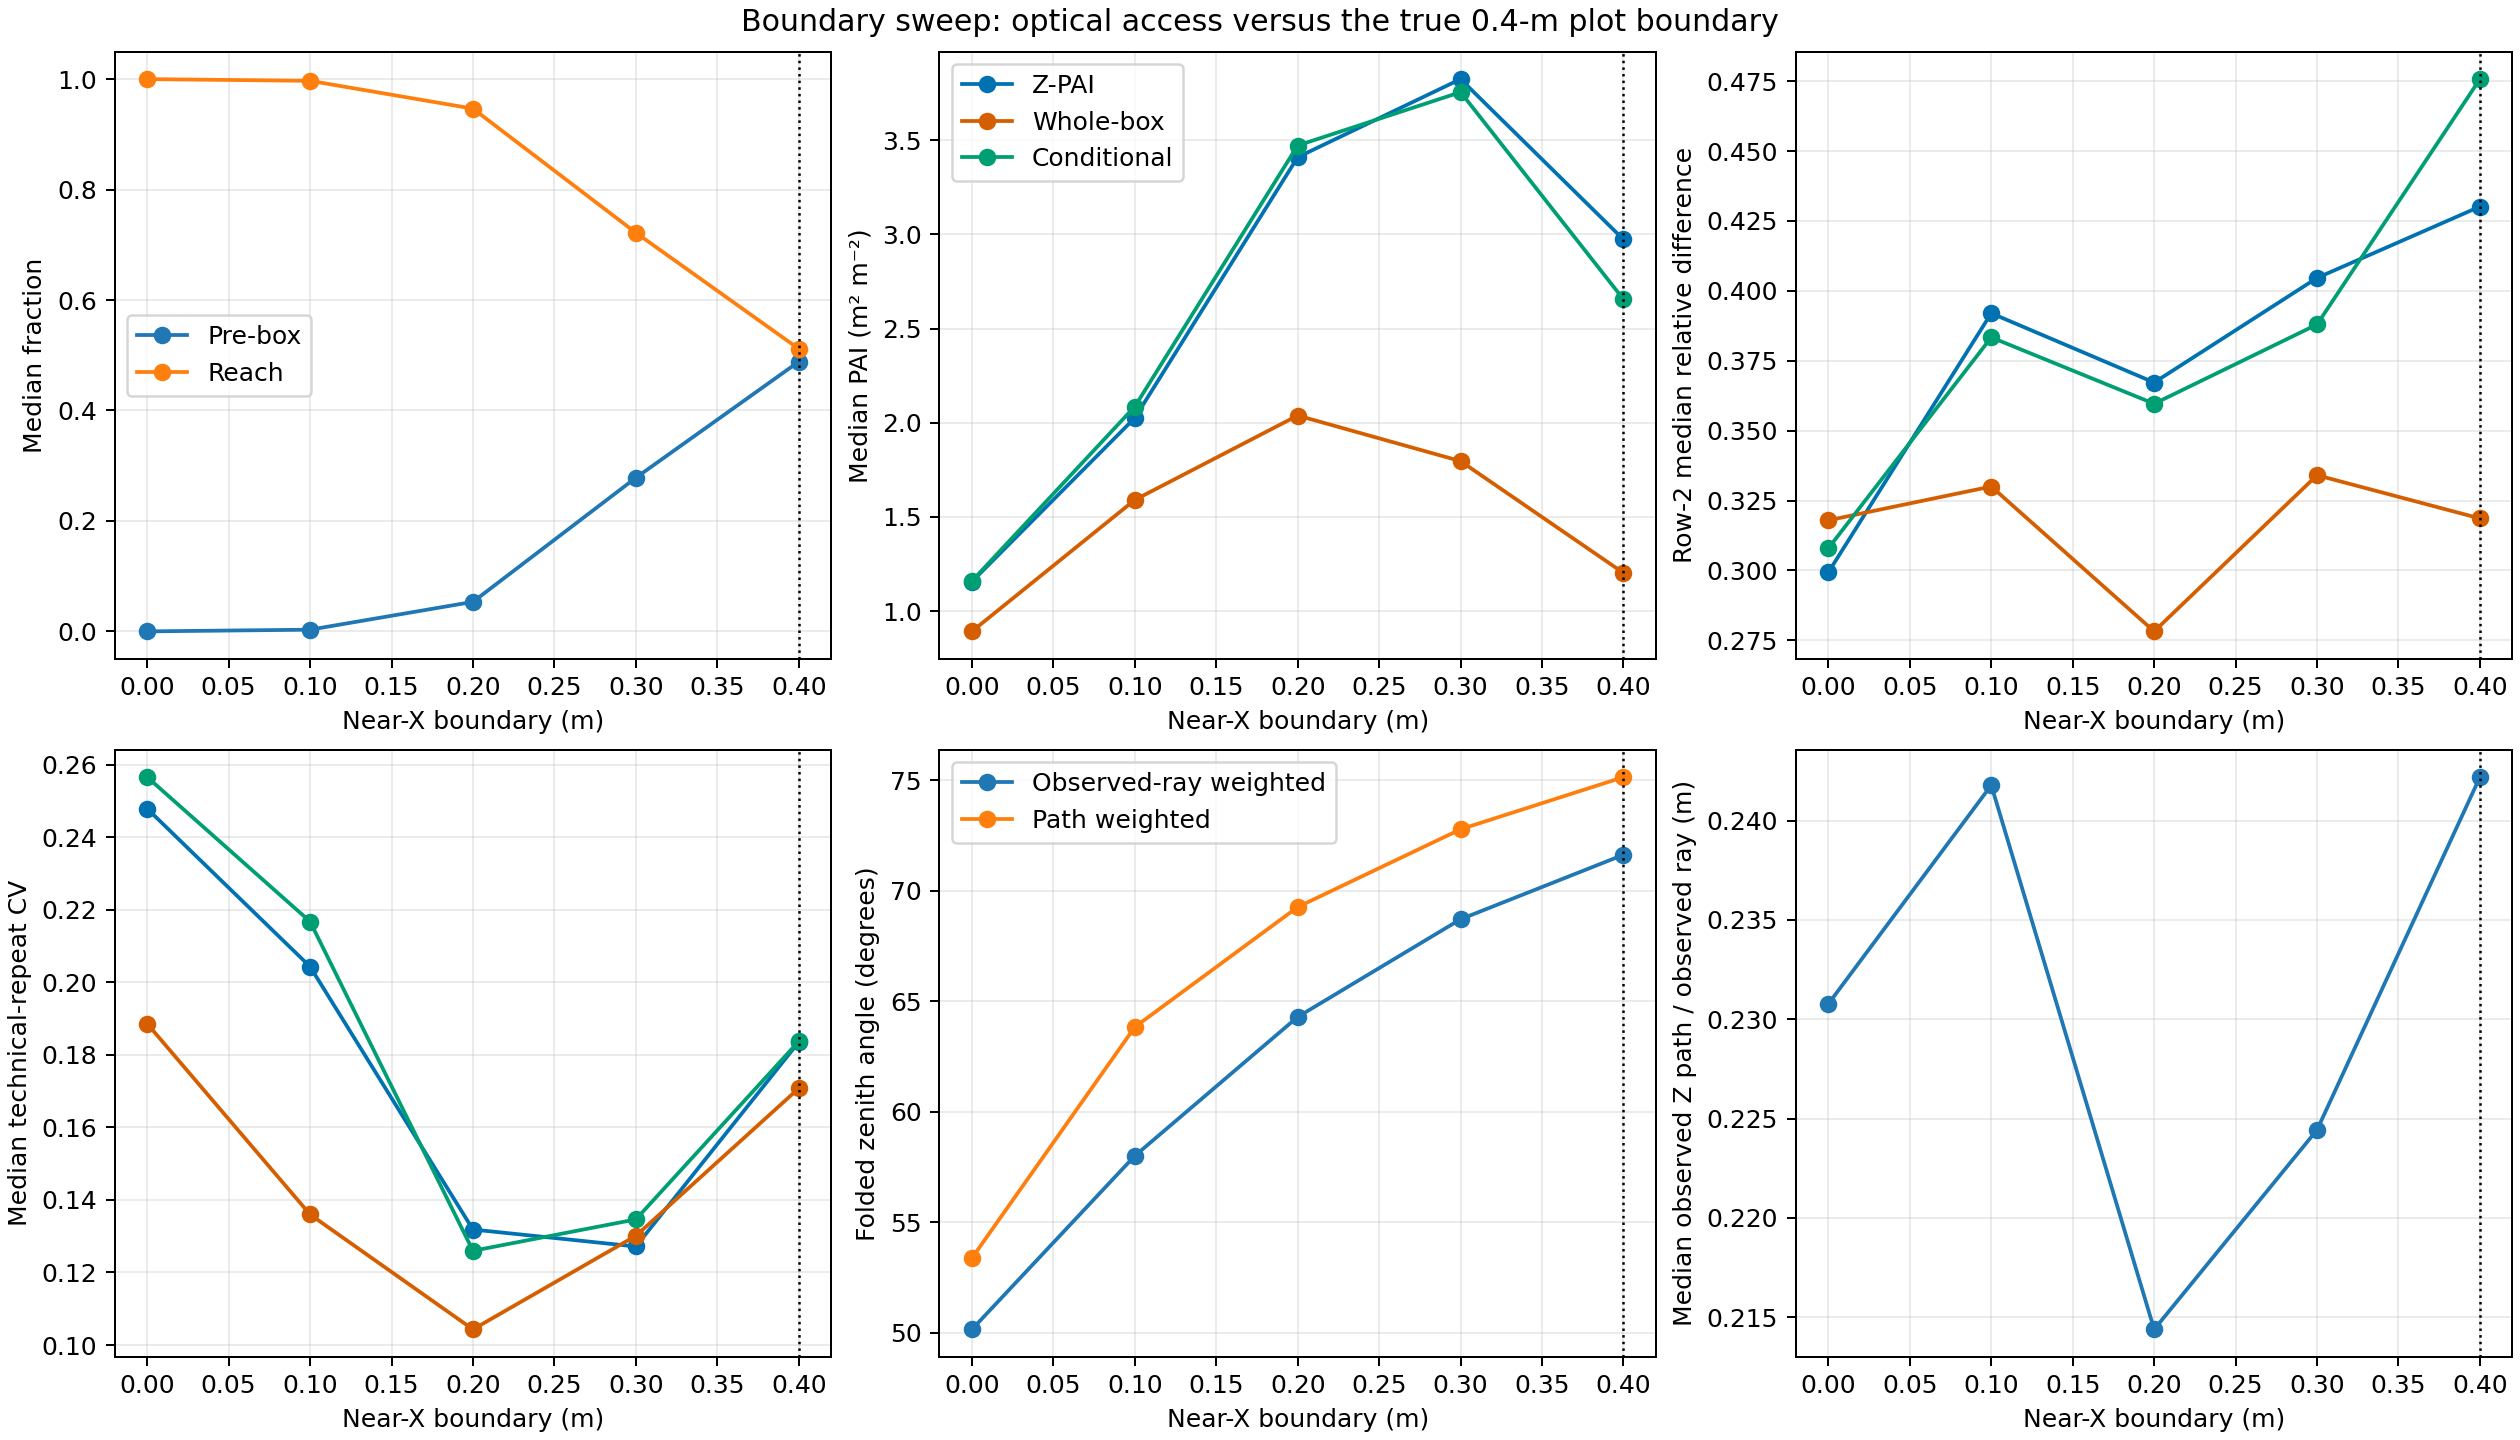 Boundary sweep: optical access versus the true 0.4-m plot boundary
Median fraction
1.0
0.8
0.6
0.4
0.2
0.0
Pre-box
Reach
0.00 0.05 0.10 0.15 0.20 0.25 0.30 0.35 0.40
Near-X boundary (m)
Median PAI (m² m⁻²)
3.5
3.0
2.5
2.0
1.5
1.0
Z-PAI
Whole-box
Conditional
0.00 0.05 0.10 0.15 0.20 0.25 0.30 0.35 0.40
Near-X boundary (m)
Row-2 median relative difference
0.475
0.450
0.425
0.400
0.375
0.350
0.325
0.300
0.275
0.00 0.05 0.10 0.15 0.20 0.25 0.30 0.35 0.40
Near-X boundary (m)
Median technical-repeat CV
0.26
0.24
0.22
0.20
0.18
0.16
0.14
0.12
0.10
0.00 0.05 0.10 0.15 0.20 0.25 0.30 0.35 0.40
Near-X boundary (m)
Folded zenith angle (degrees)
75
70
65
60
55
50
Observed-ray weighted
Path weighted
0.00 0.05 0.10 0.15 0.20 0.25 0.30 0.35 0.40
Near-X boundary (m)
Median observed Z path / observed ray (m)
0.240
0.235
0.230
0.225
0.220
0.215
0.00 0.05 0.10 0.15 0.20 0.25 0.30 0.35 0.40
Near-X boundary (m)